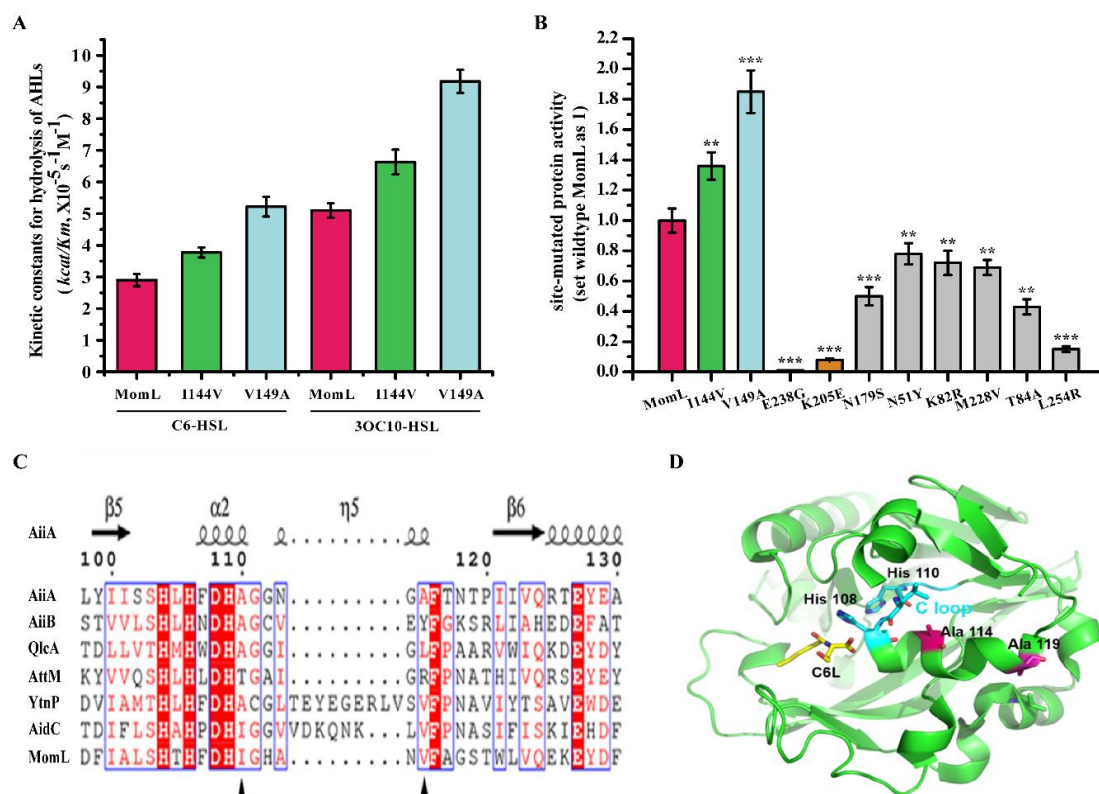 A
Kinetic constants for hydrolysis of AHLs
( kcat/Km, X10-5s-1M-1)
10
9
8
7
6
5
4
3
2
1
0
MomL I144V V149A MomL I144V V149A
C6-HSL 3OC10-HSL
B
site-mutated protein activity
(set wildtype MomL as 1)
2.2
2.0
1.8
1.6
1.4
1.2
1.0
0.8
0.6
0.4
0.2
0.0
** *** *** *** *** ** ** ** ** ***
MomL I144V V149A E238G K205E N179S N51Y K82R M228V T84A L254R
C
β5 α2 η5 β6
AiiA
100 110 120 130
AiiA LYIISSHLHFDHAGGN.........GAFTNTPIIVQRTEYEA
AiiB STVVLSHLHNDHAGCV.........EYFGKSRLIAHEDEFAT
QlcA TDLLVTHMHWDHAGGI.........GLFPAARVWIQKDEYDY
AttM KYVVQSHLHLDHTGAI.........GRFPNATHIVQRSEYEY
YtnP DVIAMTHLHFDHACGLTEYEGERLVSVFPNAVIYTSAVEWDE
AidC TDIFLSHAHPDHIGGVVDKQNK...LVFPNASIFISKIEHDF
MomL DFIALSHTHFDHIGHA.........NVFAGSTWLVQEKEYDF
D
His 110
His 108
C loop
Ala 114
Ala 119
C6L